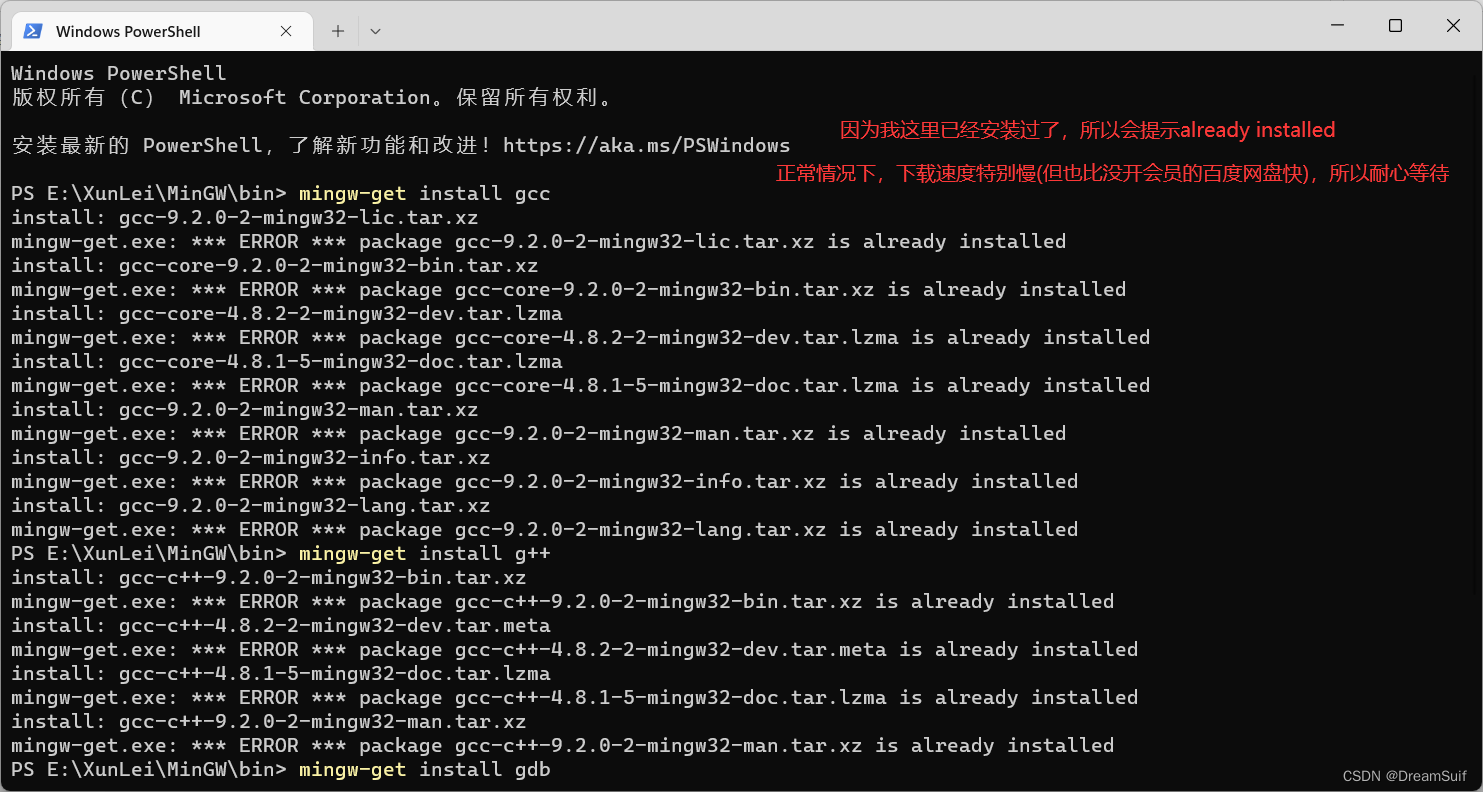 Windows PowerShell
Windows PowerShell
版权所有（C） Microsoft Corporation。保留所有权利。
因为我这里已经安装过了，所以会提示already installed
安装最新的 PowerShell，了解新功能和改进！https://aka.ms/PSWindows
正常情况下，下载速度特别慢(但也比没开会员的百度网盘快)，所以耐心等待
PS E:\XunLei\MinGW\bin> mingw-get install gcc
install: gcc-9.2.0-2-mingw32-lic.tar.xz
mingw-get.exe: *** ERROR *** package gcc-9.2.0-2-mingw32-lic.tar.xz is already installed
install: gcc-core-9.2.0-2-mingw32-bin.tar.xz
mingw-get.exe: *** ERROR *** package gcc-core-9.2.0-2-mingw32-bin.tar.xz is already installed
install: gcc-core-4.8.2-2-mingw32-dev.tar.lzma
mingw-get.exe: *** ERROR *** package gcc-core-4.8.2-2-mingw32-dev.tar.lzma is already installed
install: gcc-core-4.8.1-5-mingw32-doc.tar.lzma
mingw-get.exe: *** ERROR *** package gcc-core-4.8.1-5-mingw32-doc.tar.lzma is already installed
install: gcc-9.2.0-2-mingw32-man.tar.xz
mingw-get.exe: *** ERROR *** package gcc-9.2.0-2-mingw32-man.tar.xz is already installed
install: gcc-9.2.0-2-mingw32-info.tar.xz
mingw-get.exe: *** ERROR *** package gcc-9.2.0-2-mingw32-info.tar.xz is already installed
install: gcc-9.2.0-2-mingw32-lang.tar.xz
mingw-get.exe: *** ERROR *** package gcc-9.2.0-2-mingw32-lang.tar.xz is already installed
PS E:\XunLei\MinGW\bin> mingw-get install g++
install: gcc-c++-9.2.0-2-mingw32-bin.tar.xz
mingw-get.exe: *** ERROR *** package gcc-c++-9.2.0-2-mingw32-bin.tar.xz is already installed
install: gcc-c++-4.8.2-2-mingw32-dev.tar.meta
mingw-get.exe: *** ERROR *** package gcc-c++-4.8.2-2-mingw32-dev.tar.meta is already installed
install: gcc-c++-4.8.1-5-mingw32-doc.tar.lzma
mingw-get.exe: *** ERROR *** package gcc-c++-4.8.1-5-mingw32-doc.tar.lzma is already installed
install: gcc-c++-9.2.0-2-mingw32-man.tar.xz
mingw-get.exe: *** ERROR *** package gcc-c++-9.2.0-2-mingw32-man.tar.xz is already installed
PS E:\XunLei\MinGW\bin> mingw-get install gdb
CSDN @DreamSuif